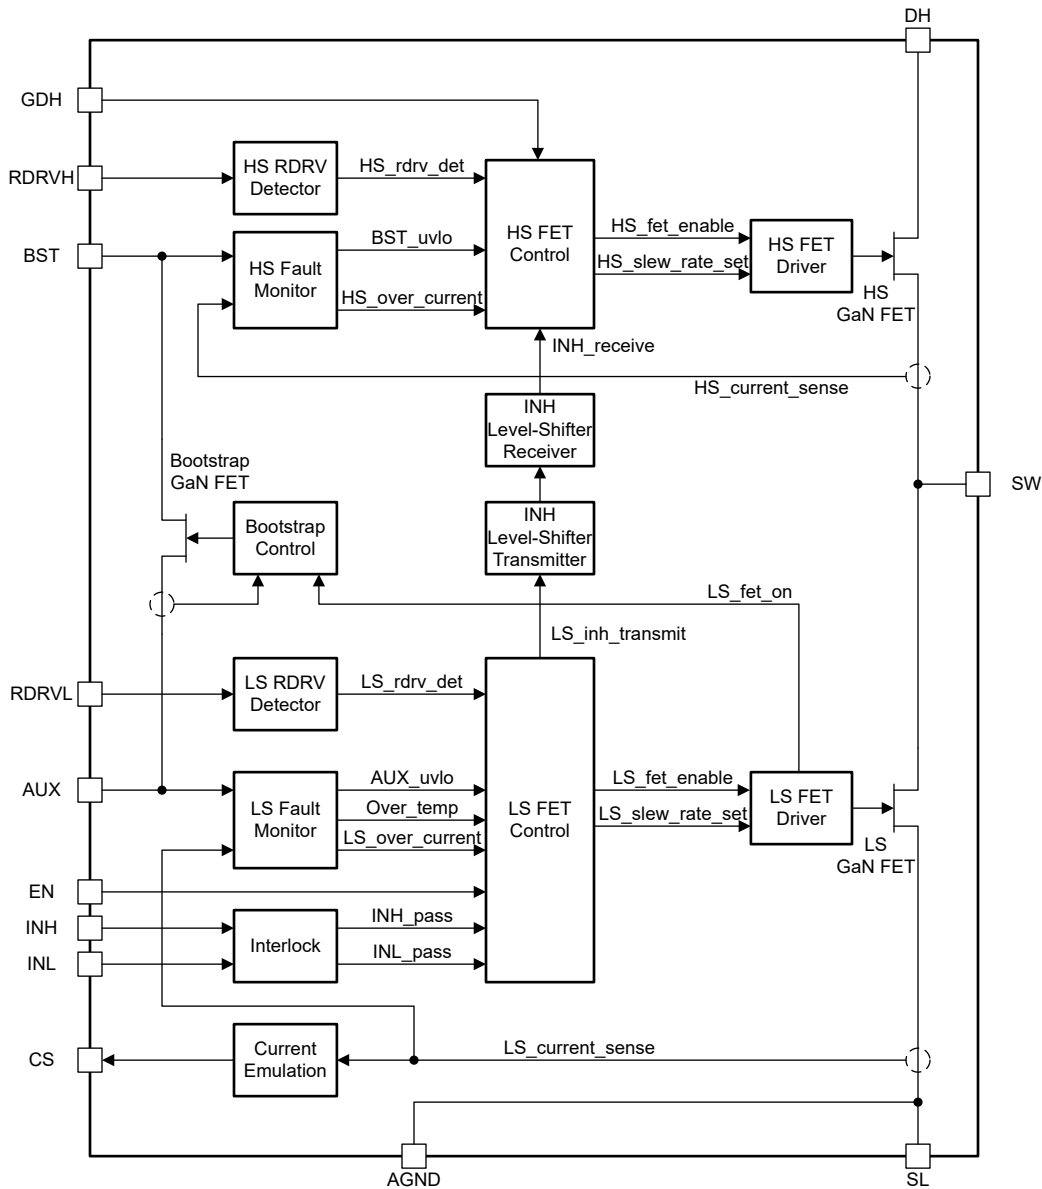 DH
GDH
RDRVH
HS RDRV
Detector
HS_rdrv_det
BST
HS Fault
Monitor
BST_uvlo
HS_over_current
HS FET
Control
HS_fet_enable
HS_slew_rate_set
HS FET
Driver
HS
GaN FET
INH_receive
HS_current_sense
INH
Level-Shifter
Receiver
Bootstrap
GaN FET
SW
Bootstrap
Control
INH
Level-Shifter
Transmitter
LS_fet_on
LS_inh_transmit
RDRVL
LS RDRV
Detector
LS_rdrv_det
AUX
LS Fault
Monitor
AUX_uvlo
Over_temp
LS_over_current
LS FET
Control
LS_fet_enable
LS_slew_rate_set
LS FET
Driver
LS
GaN FET
EN
INH
INL
Interlock
INH_pass
INL_pass
CS
Current
Emulation
LS_current_sense
AGND
SL